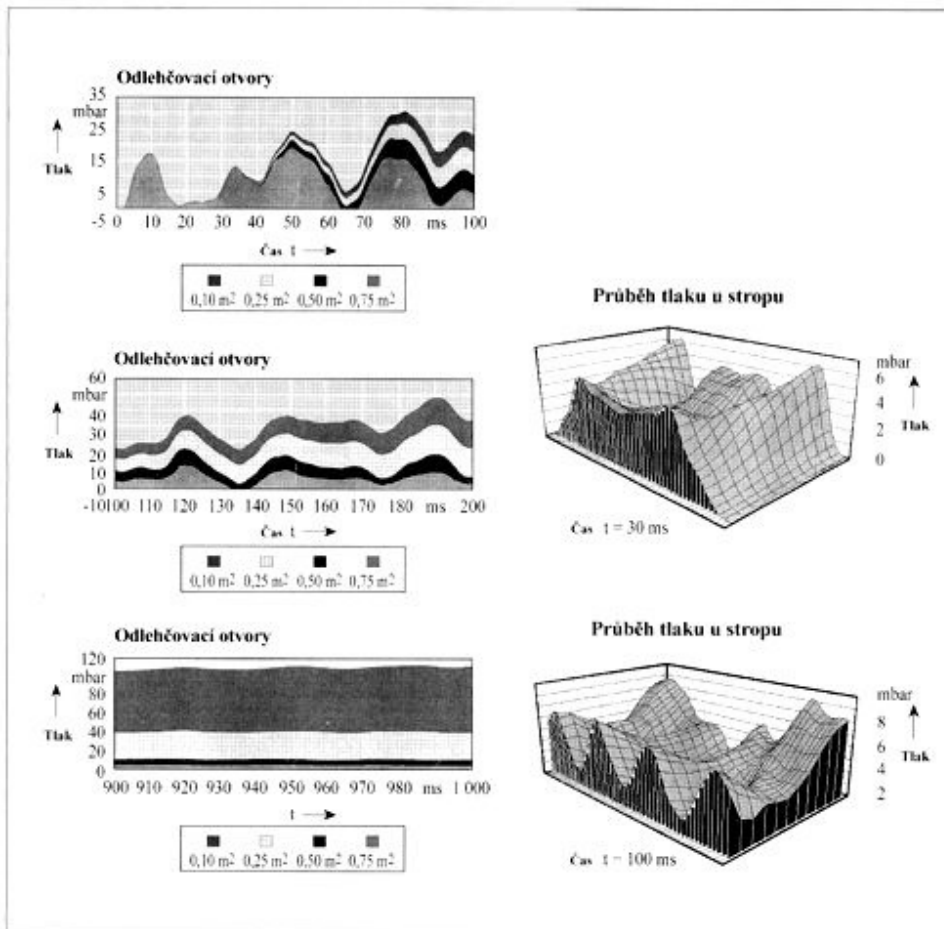 Odlehčovací otvory
35
mbar
25
Tlak
15
5
-5 0 10 20 30 40 50 60 70 80 ms 100
Čas t
0,10 m² 0,25 m² 0,50 m² 0,75 m²
Odlehčovací otvory
60
mbar
40
30
Tlak
20
10
0
-10 100 110 120 130 140 150 160 170 180 ms 200
Čas t
0,10 m² 0,25 m² 0,50 m² 0,75 m²
Odlehčovací otvory
120
mbar
80
60
Tlak
40
20
0
900 910 920 930 940 950 960 970 980 ms 1 000
t
0,10 m² 0,25 m² 0,50 m² 0,75 m²
Průběh tlaku u stropu
mbar
6
4
Tlak
2
0
Čas t = 30 ms
Průběh tlaku u stropu
mbar
8
Tlak
6
4
2
Čas t = 100 ms